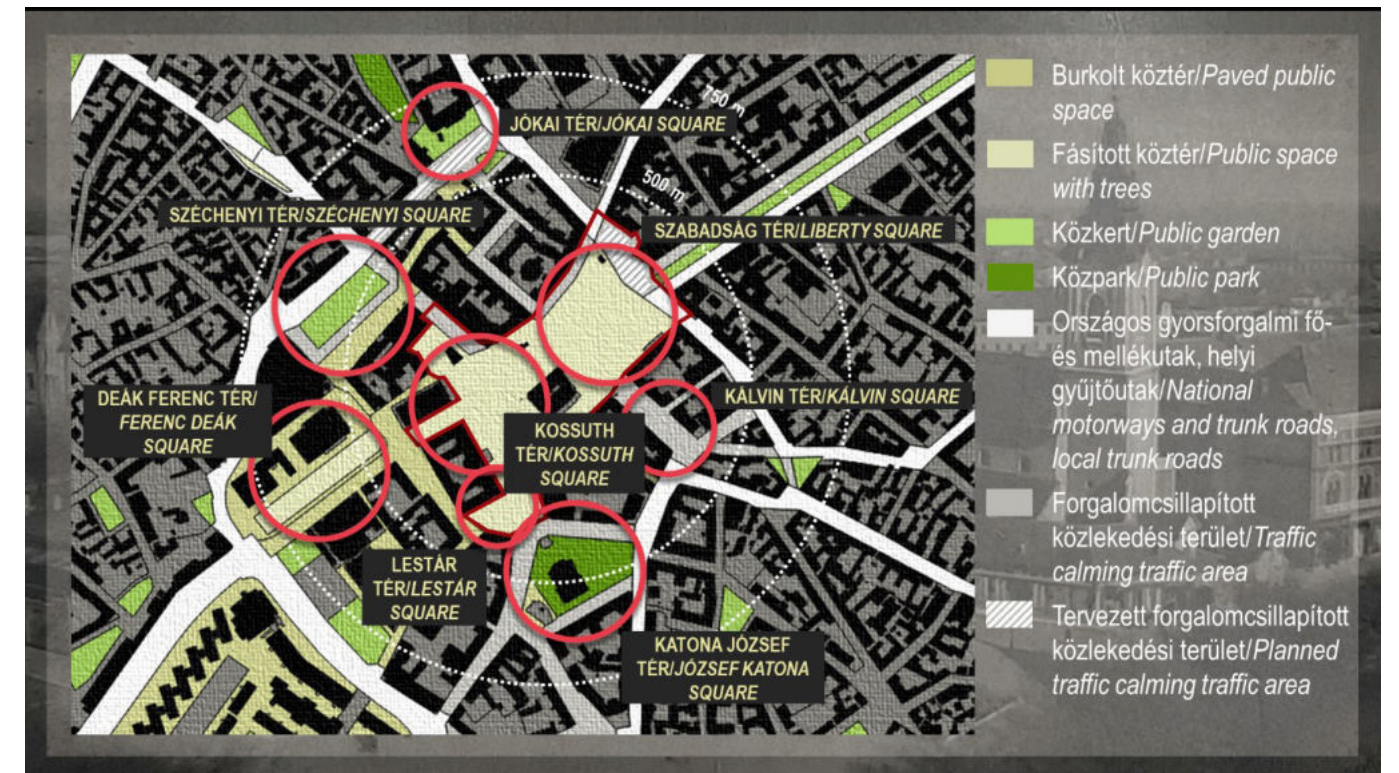 750 m
JÓKAI TÉR/JÓKAI SQUARE
500 m
SZÉCHENYI TÉR/SZÉCHENYI SQUARE
SZABADSÁG TÉR/LIBERTY SQUARE
DEÁK FERENC TÉR/
FERENC DEÁK
SQUARE
KÁLVIN TÉR/KÁLVIN SQUARE
KOSSUTH
TÉR/KOSSUTH
SQUARE
LESTÁR
TÉR/LESTÁR
SQUARE
KATONA JÓZSEF
TÉR/JÓZSEF KATONA
SQUARE
Burkolt köztér/Paved public
space
Fásított köztér/Public space
with trees
Közkert/Public garden
Közpark/Public park
Országos gyorsforgalmi fő-
és mellékutak, helyi
gyűjtőutak/National
motorways and trunk roads,
local trunk roads
Forgalomcsillapított
közlekedési terület/Traffic
calming traffic area
Tervezett forgalomcsillapított
közlekedési terület/Planned
traffic calming traffic area